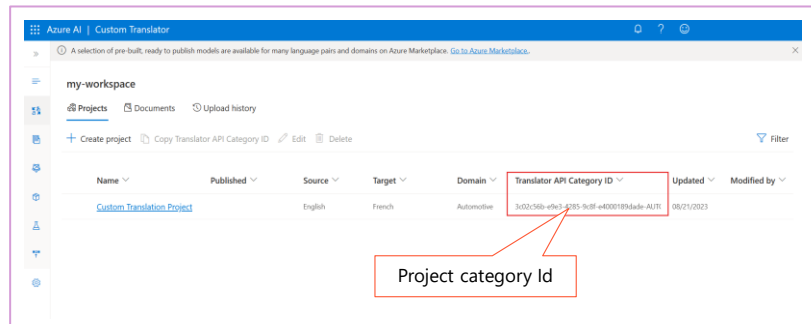 Azure AI | Custom Translator
A selection of pre-built, ready to publish models are available for many language pairs and domains on Azure Marketplace. Go to Azure Marketplace.
my-workspace
Projects Documents Upload history
Create project Copy Translator API Category ID Edit Delete Filter
Name Published Source Target Domain Translator API Category ID Updated Modified by
Custom Translation Project English French Automotive 3c02c56b-e9e3-4285-9c8f-e4000189dade-AUTO 08/21/2023
Project category Id